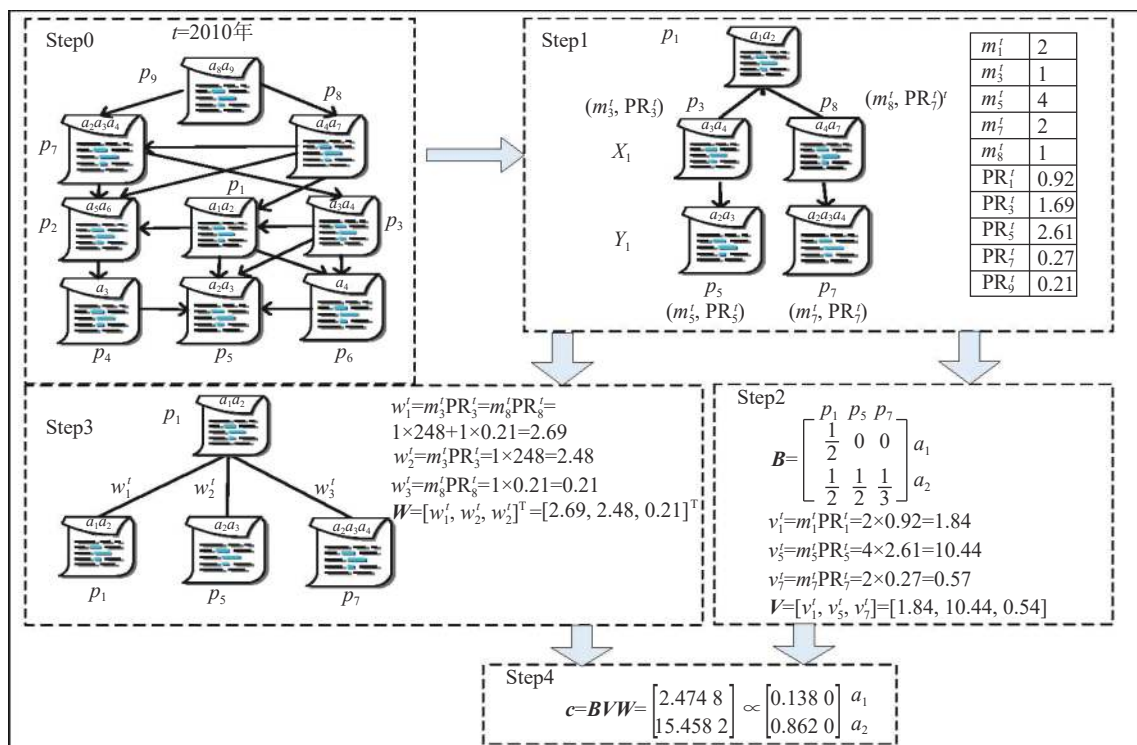 Step0
t=2010年
a₈a₉
p₉
p₈
a₂a₃a₄
a₄a₇
p₇
p₁
a₅a₆
a₁a₂
a₃a₄
p₂
p₃
a₃
a₂a₃
a₄
p₄
p₅
p₆
Step1
p₁
a₁a₂
(m₃ᵗ, PR₃ᵗ)
p₃
p₈
(m₈ᵗ, PR₇ᵗ)ᵗ
a₃a₄
a₄a₇
X₁
a₂a₃
a₂a₃a₄
Y₁
p₅
p₇
(m₅ᵗ, PR₅ᵗ)
(m₇ᵗ, PR₇ᵗ)
m₁ᵗ 2
m₃ᵗ 1
m₅ᵗ 4
m₇ᵗ 2
m₈ᵗ 1
PR₁ᵗ 0.92
PR₃ᵗ 1.69
PR₅ᵗ 2.61
PR₇ᵗ 0.27
PR₉ᵗ 0.21
Step3
p₁
a₁a₂
w₁ᵗ
w₂ᵗ
w₃ᵗ
a₁a₂
a₂a₃
a₂a₃a₄
p₁
p₅
p₇
w₁ᵗ=m₃ᵗPR₃ᵗ=m₈ᵗPR₈ᵗ=
1×248+1×0.21=2.69
w₂ᵗ=m₃ᵗPR₃ᵗ=1×248=2.48
w₃ᵗ=m₈ᵗPR₈ᵗ=1×0.21=0.21
W=[w₁ᵗ, w₂ᵗ, w₂ᵗ]ᵀ=[2.69, 2.48, 0.21]ᵀ
Step2
p₁ p₅ p₇
1/2 0 0 a₁
B=
1/2 1/2 1/3 a₂
v₁ᵗ=m₁ᵗPR₁ᵗ=2×0.92=1.84
v₅ᵗ=m₅ᵗPR₅ᵗ=4×2.61=10.44
v₇ᵗ=m₇ᵗPR₇ᵗ=2×0.27=0.57
V=[v₁ᵗ, v₅ᵗ, v₇ᵗ]=[1.84, 10.44, 0.54]
Step4
c=BVW=[2.474 8 15.458 2] ∝ [0.138 0 0.862 0] a₁ a₂